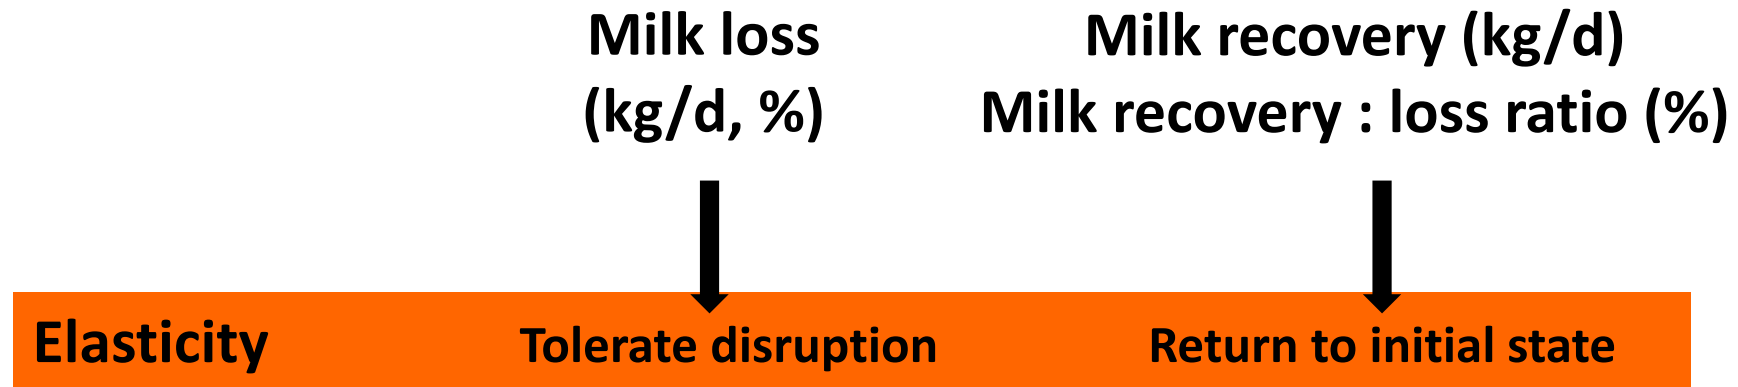 Milk loss
(kg/d, %)
Milk recovery (kg/d)
Milk recovery : loss ratio (%)
Elasticity
Tolerate disruption
Return to initial state